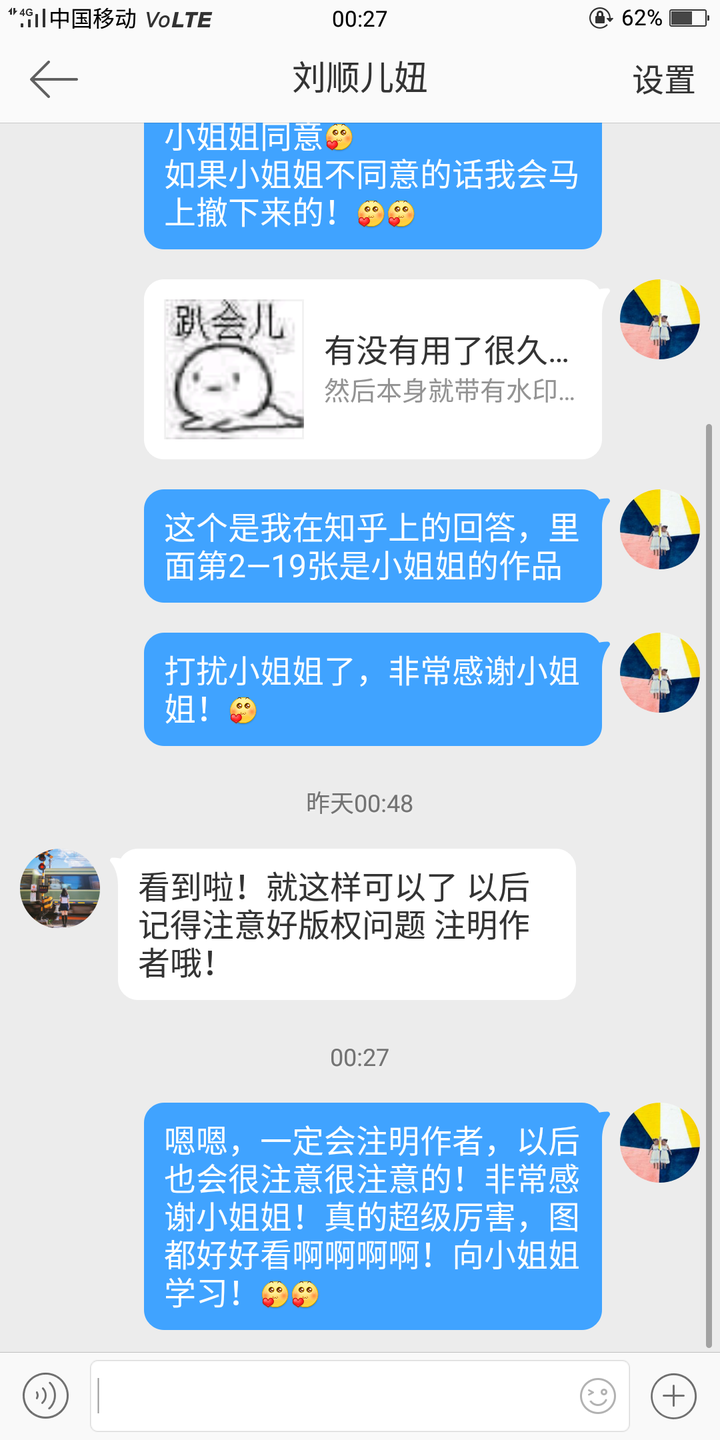 4G 中国移动 VoLTE 00:27 62%
刘顺儿妞 设置
小姐姐同意
如果小姐姐不同意的话我会马
上撤下来的！
趴会儿
有没有用了很久...
然后本身就带有水印...
这个是我在知乎上的回答，里
面第2—19张是小姐姐的作品
打扰小姐姐了，非常感谢小姐
姐！
昨天00:48
看到啦！就这样可以了 以后
记得注意好版权问题 注明作
者哦！
00:27
嗯嗯，一定会注明作者，以后
也会很注意很注意的！非常感
谢小姐姐！真的超级厉害，图
都好好看啊啊啊啊！向小姐姐
学习！